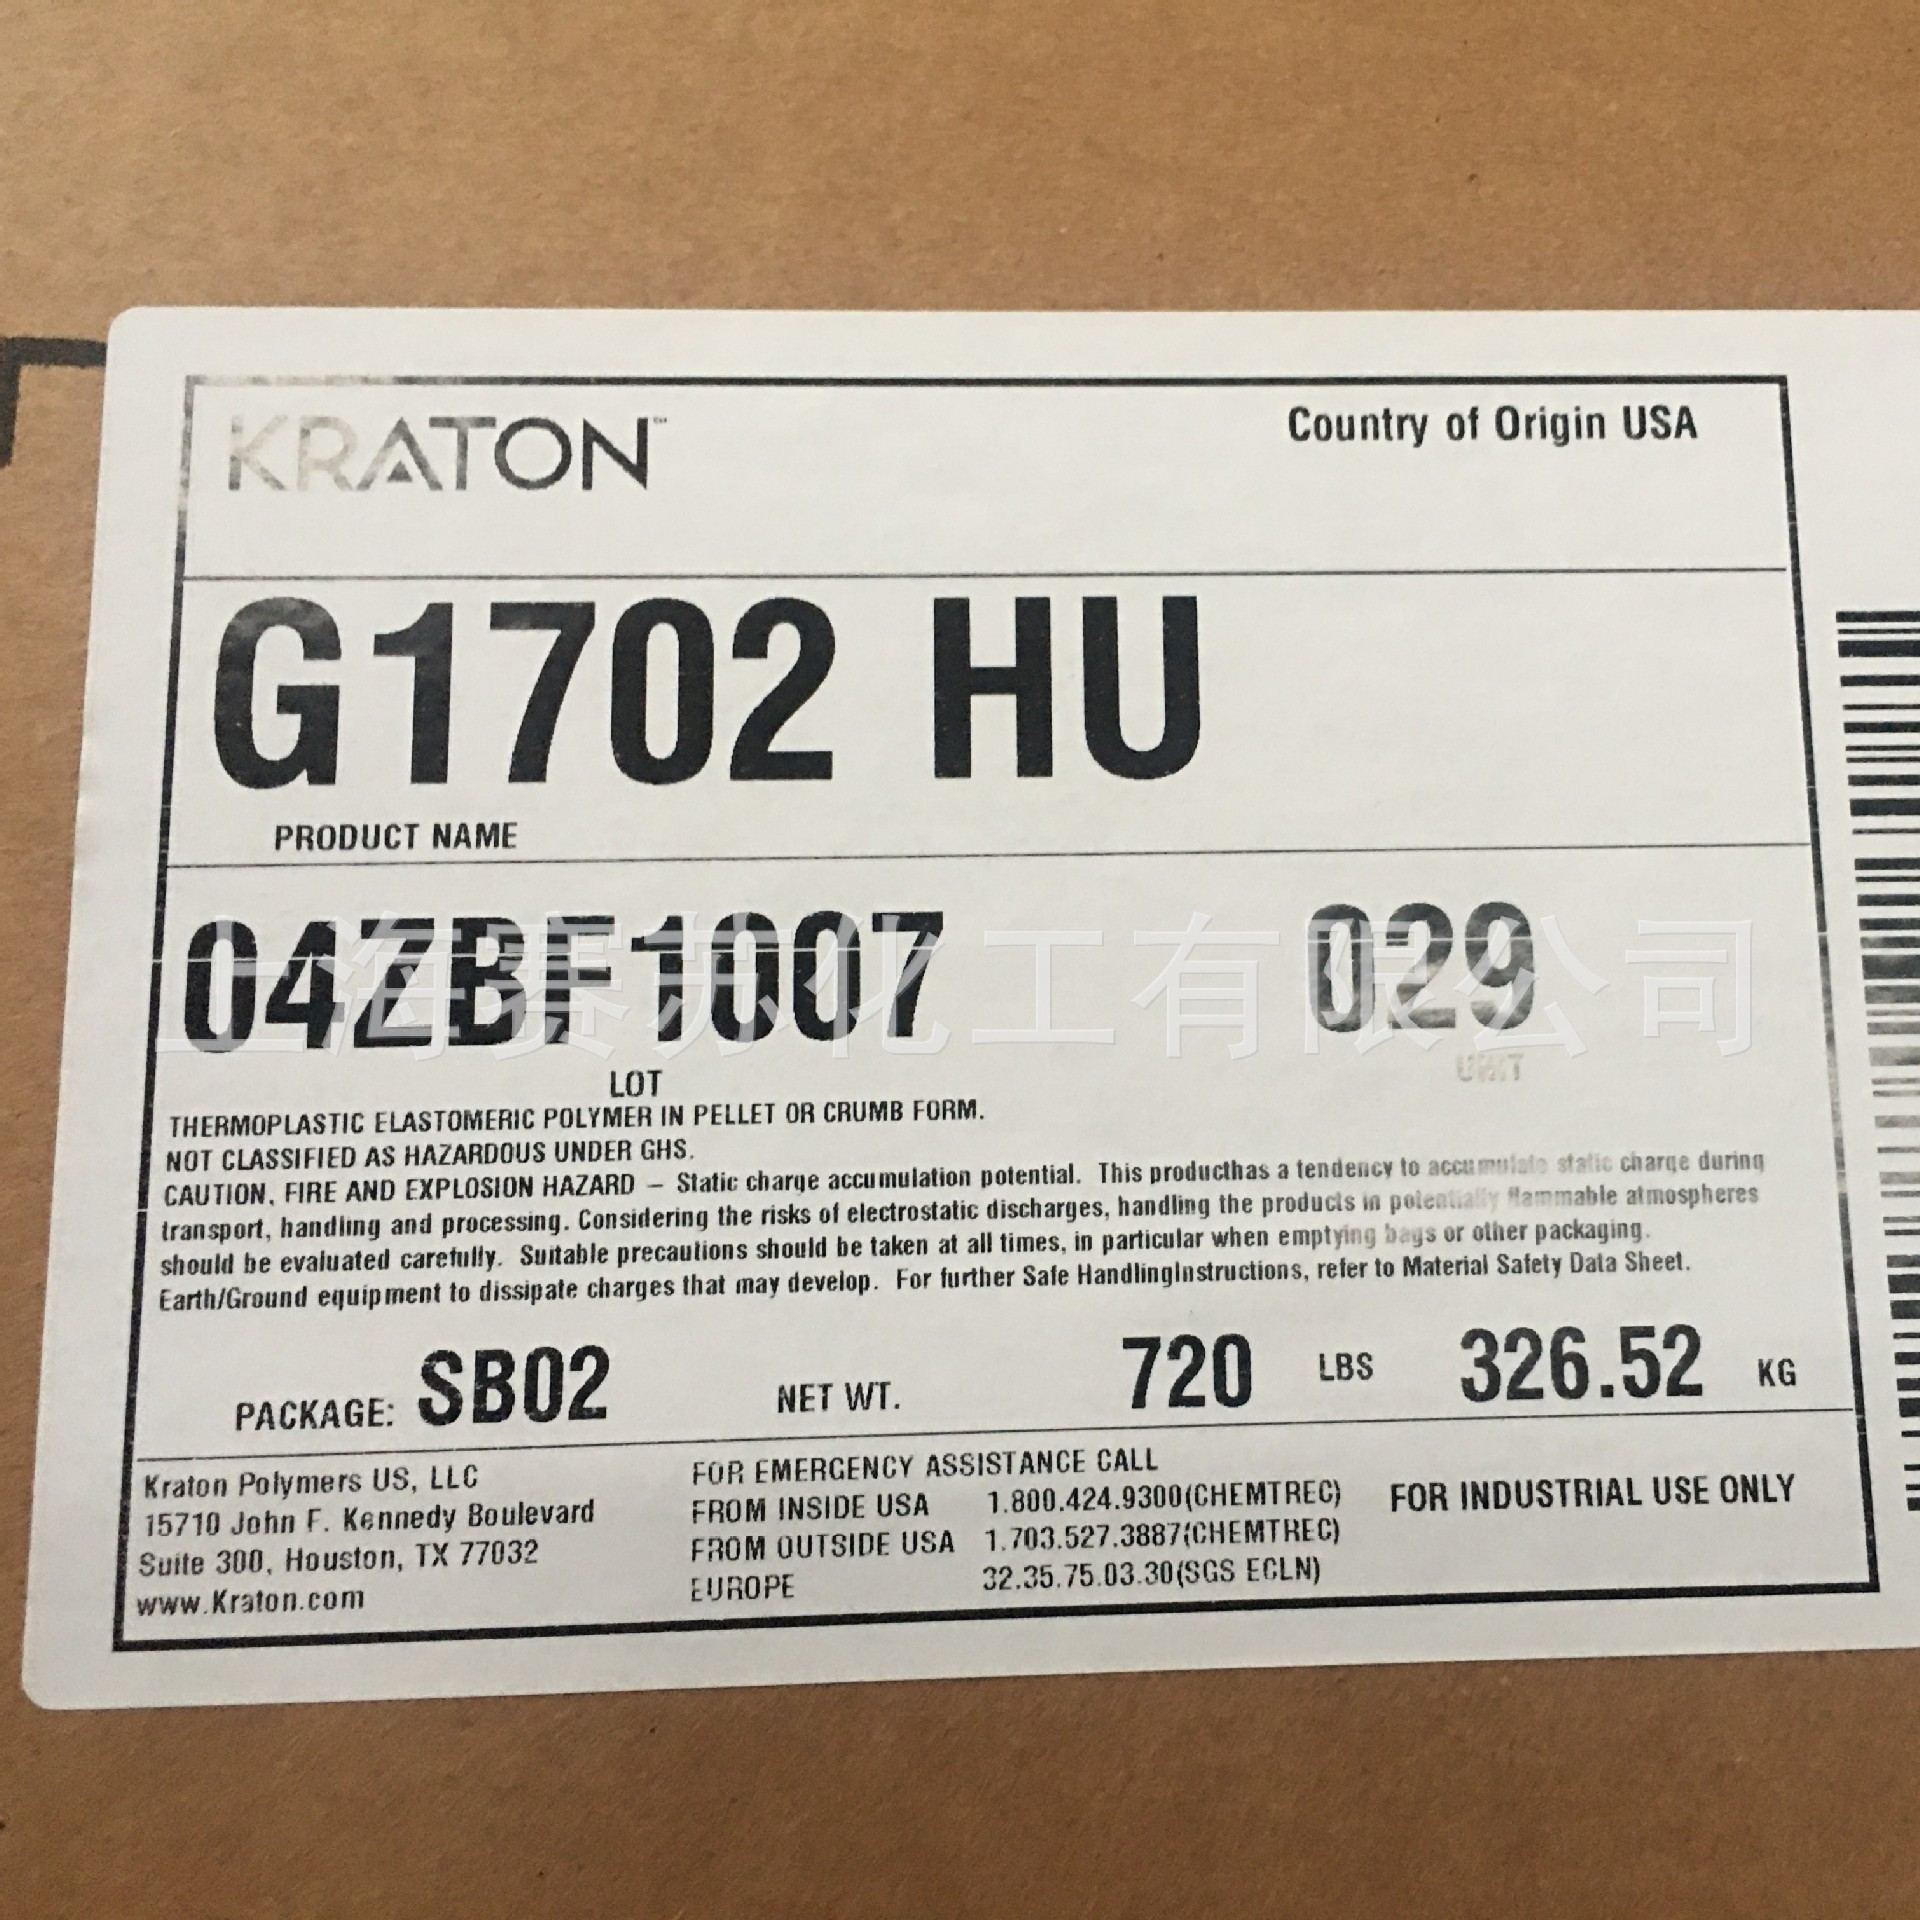 KRATON™
Country of Origin USA
G1702 HU
PRODUCT NAME
04ZBF1007 029
上海赛苏化工有限公司
LOT UNIT
THERMOPLASTIC ELASTOMERIC POLYMER IN PELLET OR CRUMB FORM.
NOT CLASSIFIED AS HAZARDOUS UNDER GHS.
CAUTION, FIRE AND EXPLOSION HAZARD – Static charge accumulation potential. This producthas a tendency to accumulate static charge during
transport, handling and processing. Considering the risks of electrostatic discharges, handling the products in potentially flammable atmospheres
should be evaluated carefully. Suitable precautions should be taken at all times, in particular when emptying bags or other packaging.
Earth/Ground equipment to dissipate charges that may develop. For further Safe HandlingInstructions, refer to Material Safety Data Sheet.
PACKAGE: SB02 NET WT. 720 LBS 326.52 KG
Kraton Polymers US, LLC
15710 John F. Kennedy Boulevard
Suite 300, Houston, TX 77032
www.Kraton.com
FOR EMERGENCY ASSISTANCE CALL
FROM INSIDE USA 1.800.424.9300(CHEMTREC)
FROM OUTSIDE USA 1.703.527.3887(CHEMTREC)
EUROPE 32.35.75.03.30(SGS ECLN)
FOR INDUSTRIAL USE ONLY